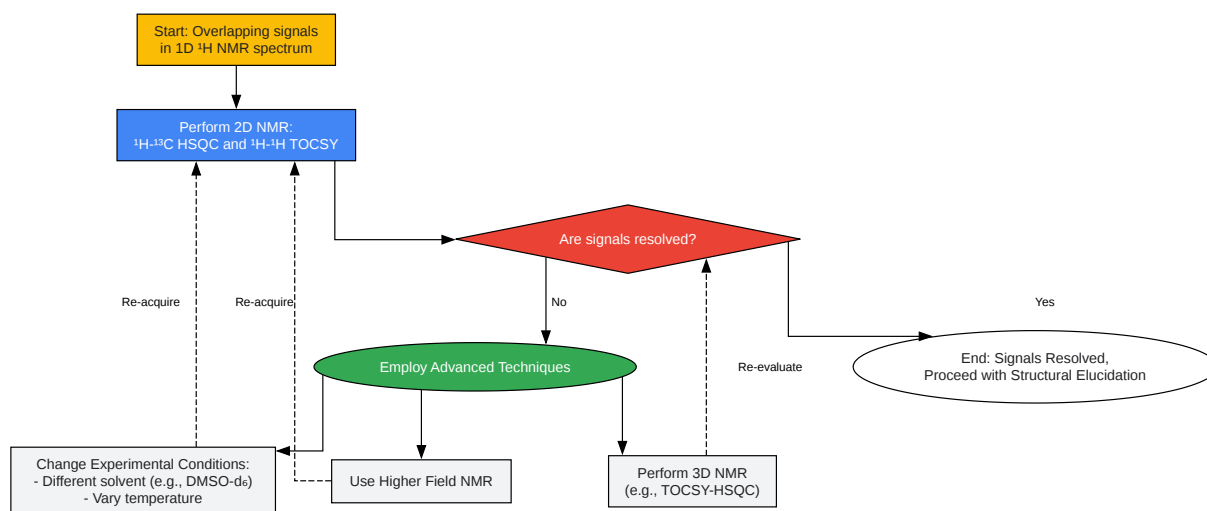 Start: Overlapping signals
in 1D ¹H NMR spectrum
Perform 2D NMR:
¹H-¹³C HSQC and ¹H-¹H TOCSY
Are signals resolved?
Re-acquire
Re-acquire
No
Yes
Employ Advanced Techniques
Re-evaluate
End: Signals Resolved,
Proceed with Structural Elucidation
Change Experimental Conditions:
- Different solvent (e.g., DMSO-d₆)
- Vary temperature
Use Higher Field NMR
Perform 3D NMR
(e.g., TOCSY-HSQC)